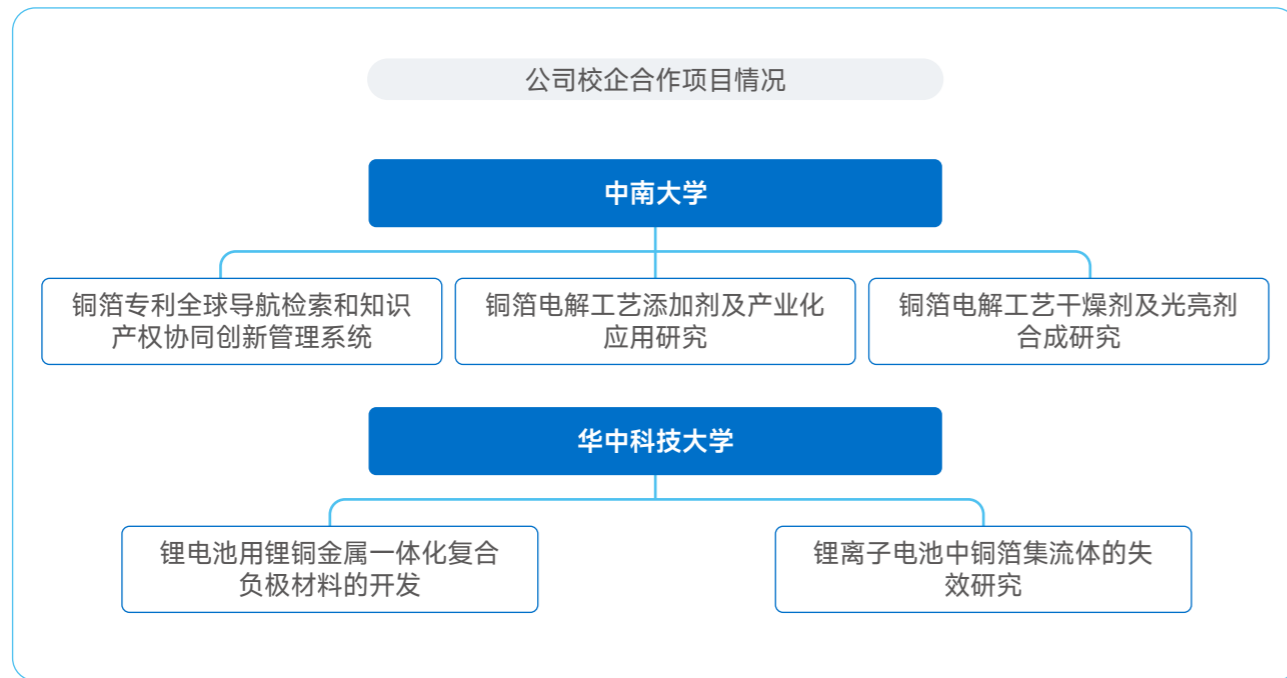 公司校企合作项目情况
中南大学
铜箔专利全球导航检索和知识
产权协同创新管理系统
铜箔电解工艺添加剂及产业化
应用研究
铜箔电解工艺干燥剂及光亮剂
合成研究
华中科技大学
锂电池用锂铜金属一体化复合
负极材料的开发
锂离子电池中铜箔集流体的失
效研究